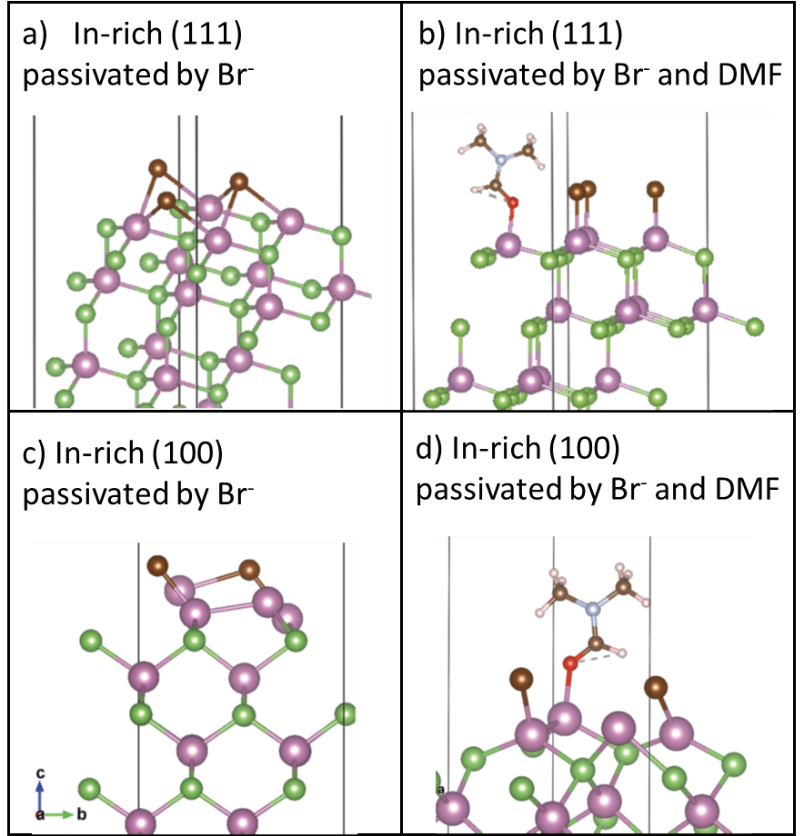 a) In-rich (111)
passivated by Br⁻
b) In-rich (111)
passivated by Br⁻ and DMF
c) In-rich (100)
passivated by Br⁻
d) In-rich (100)
passivated by Br⁻ and DMF
c
a b
a